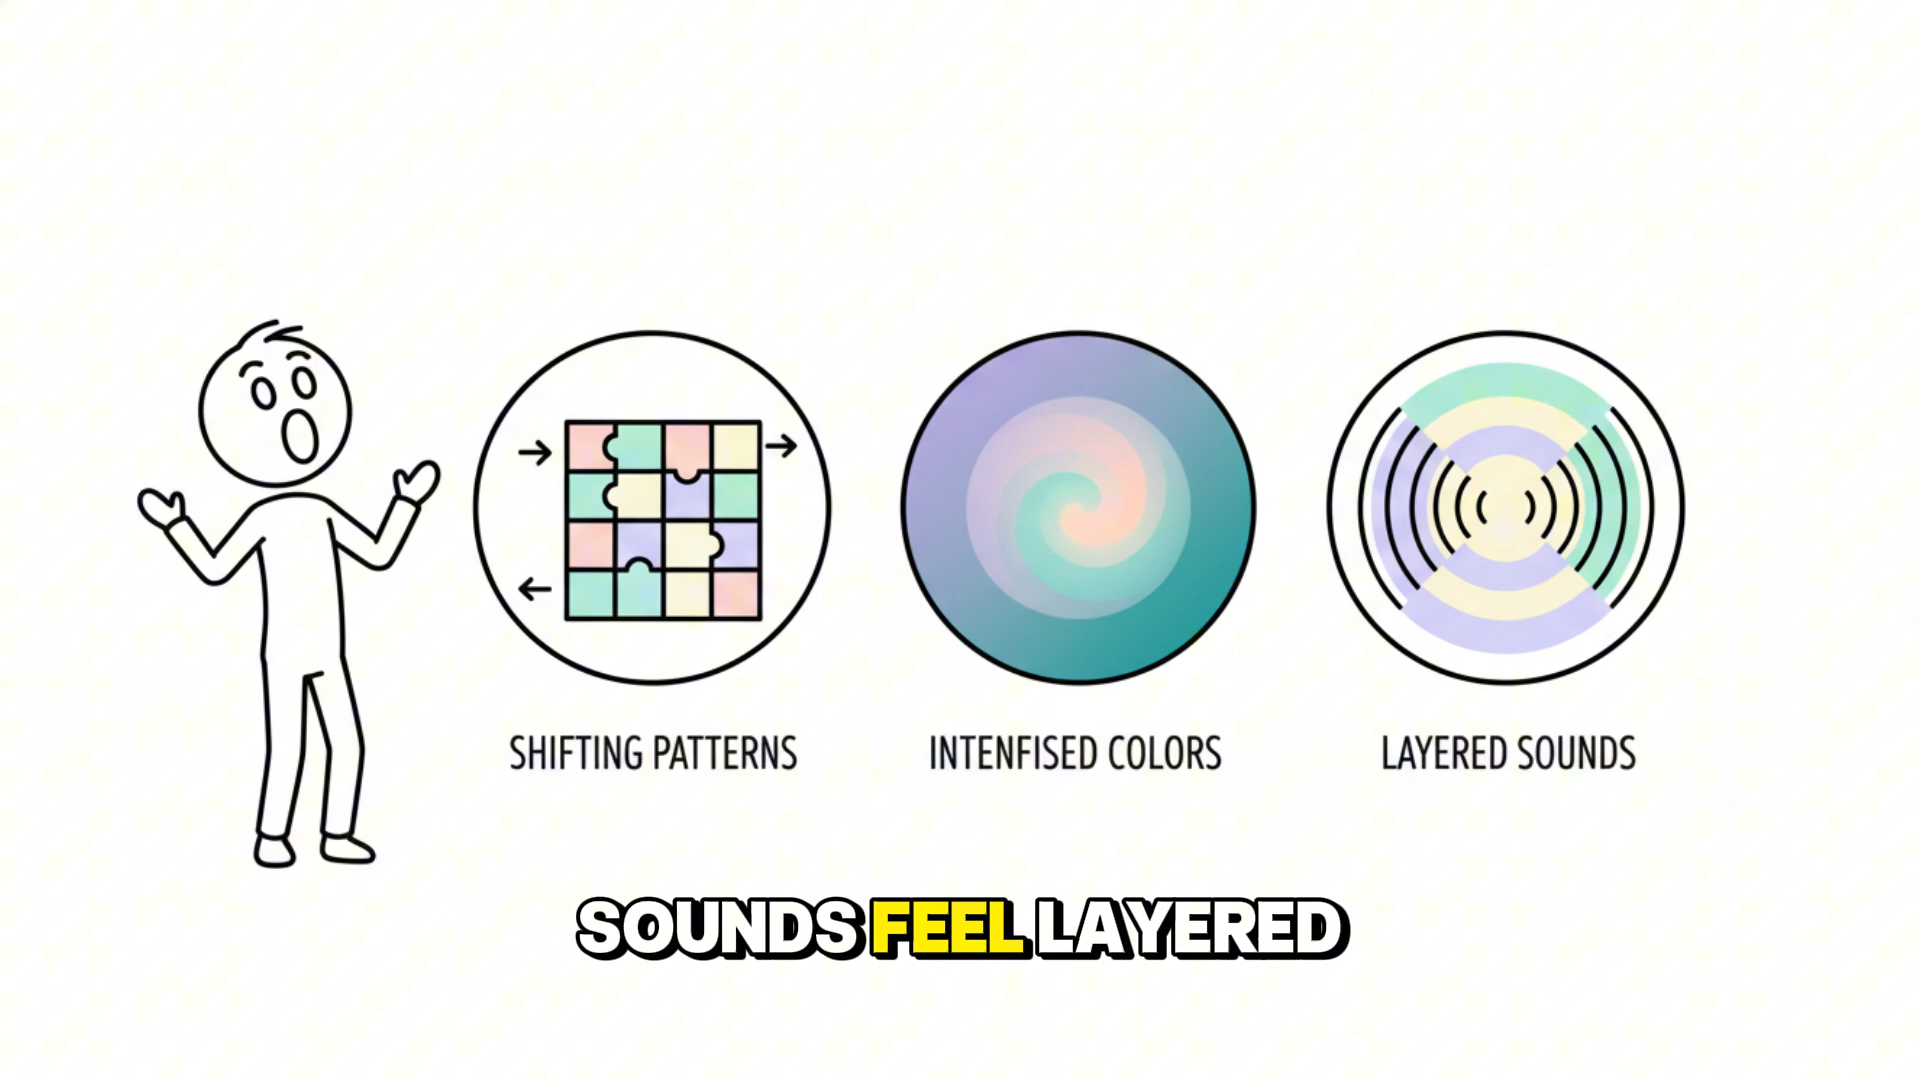 SHIFTING PATTERNS
INTENFISED COLORS
LAYERED SOUNDS
SOUNDS FEEL LAYERED